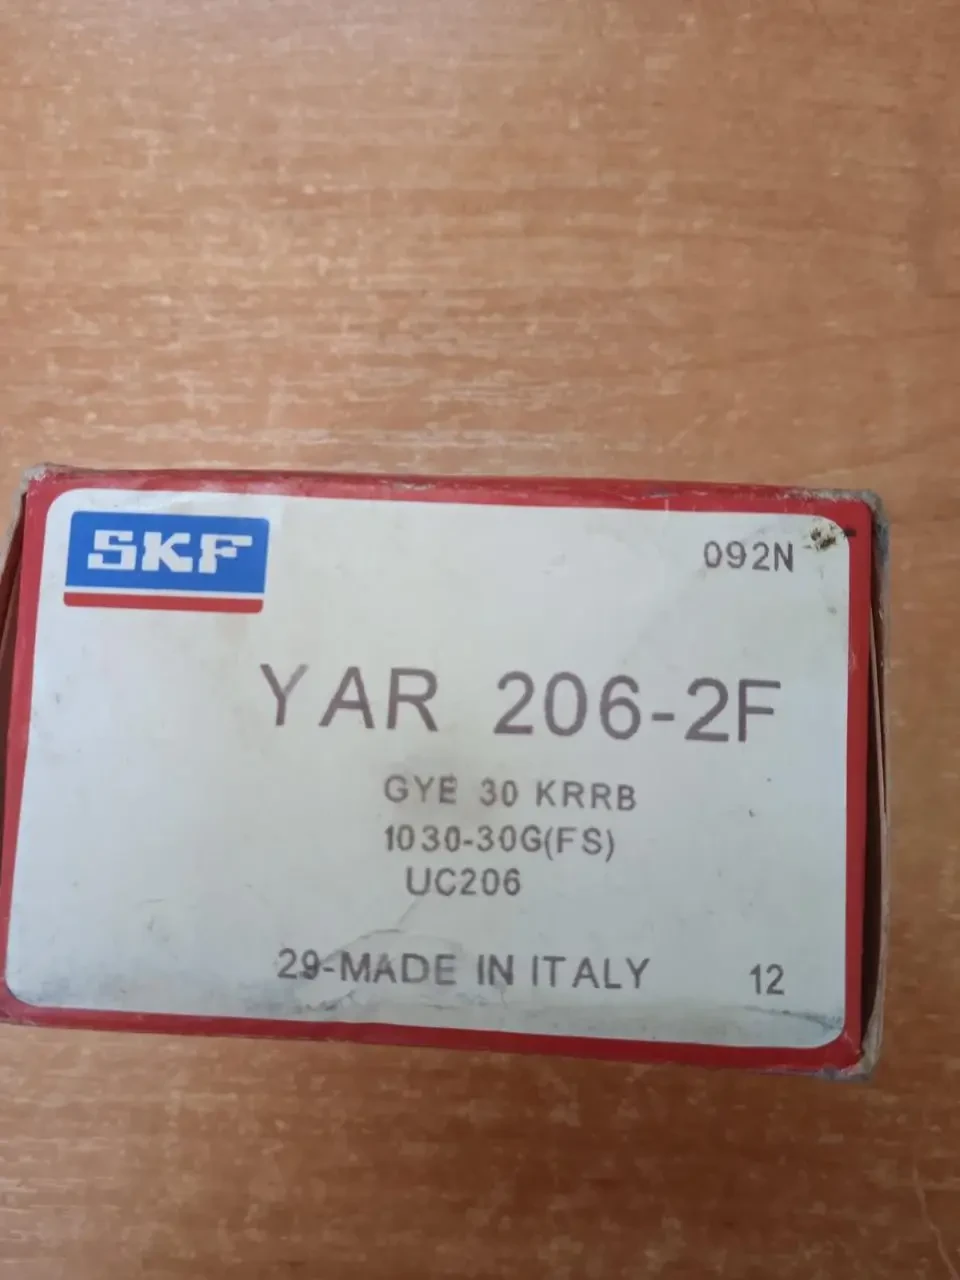 SKF
092N
YAR 206-2F
GYE 30 KRRB
1030-30G(FS)
UC206
29-MADE IN ITALY
12